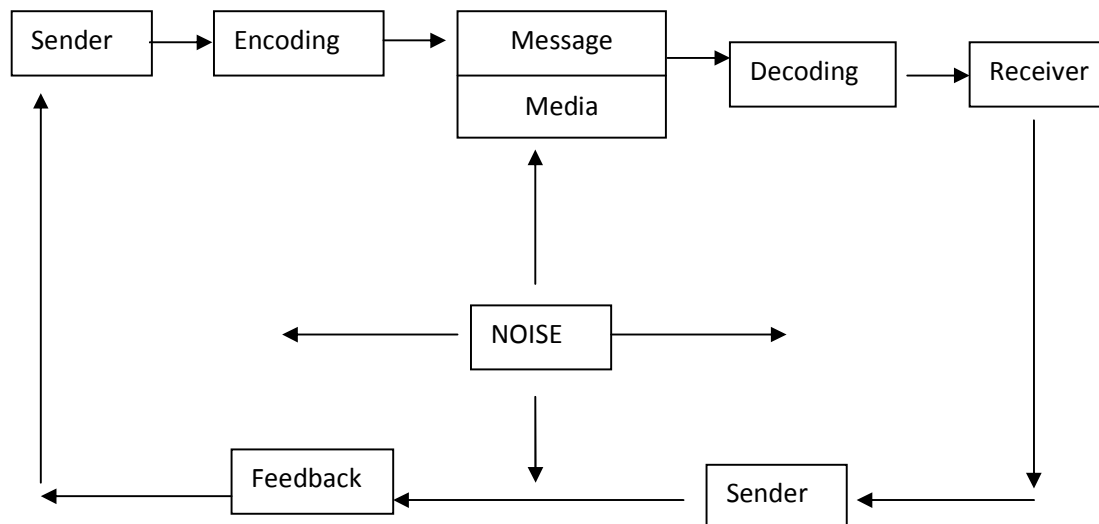 Sender
Encoding
Message
Media
Decoding
Receiver
NOISE
Feedback
Sender